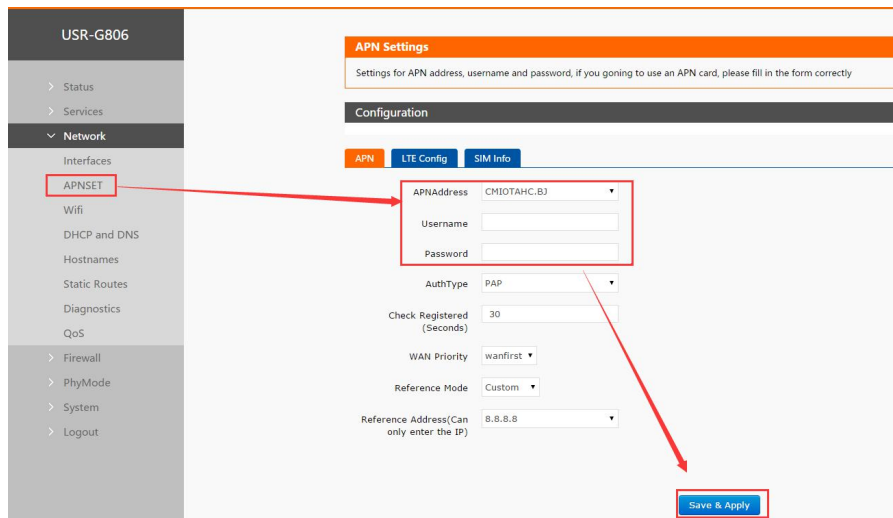 USR-G806
Status
Services
Network
Interfaces
APNSET
Wifi
DHCP and DNS
Hostnames
Static Routes
Diagnostics
QoS
Firewall
PhyMode
System
Logout
APN Settings
Settings for APN address, username and password, if you goning to use an APN card, please fill in the form correctly
Configuration
APN LTE Config SIM Info
APNAddress CMIOTAHC.BJ
Username
Password
AuthType PAP
Check Registered 30
(Seconds)
WAN Priority wanfirst
Reference Mode Custom
Reference Address(Can 8.8.8.8
only enter the IP)
Save & Apply